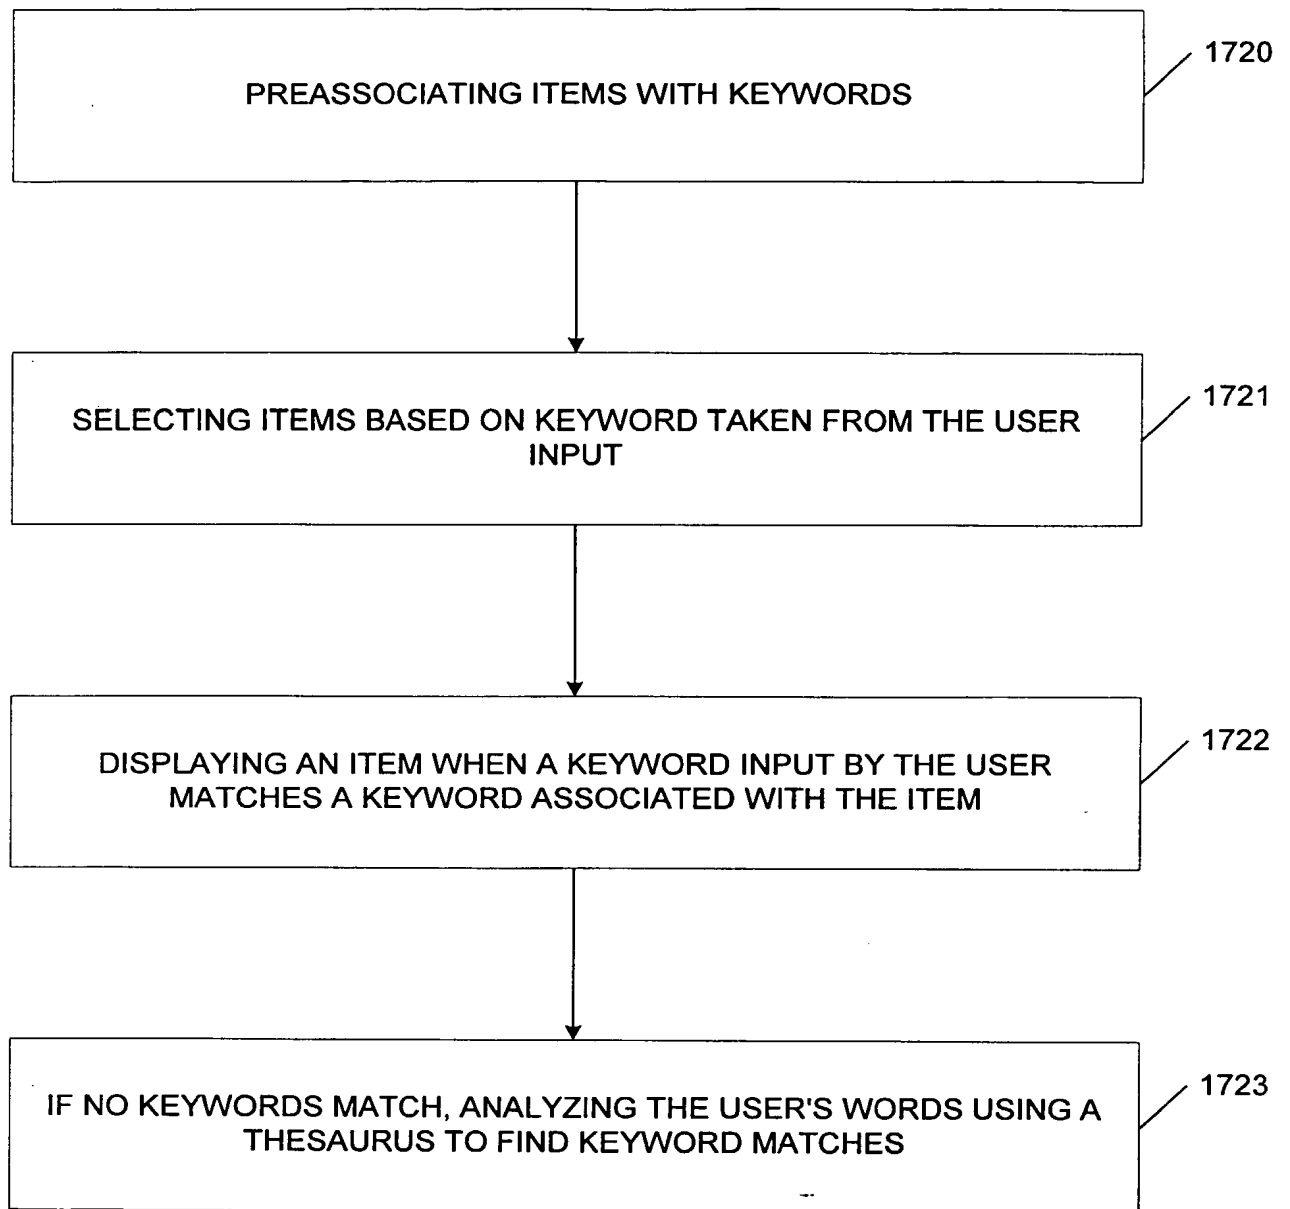 1720
PREASSOCIATING ITEMS WITH KEYWORDS
1721
SELECTING ITEMS BASED ON KEYWORD TAKEN FROM THE USER
INPUT
1722
DISPLAYING AN ITEM WHEN A KEYWORD INPUT BY THE USER
MATCHES A KEYWORD ASSOCIATED WITH THE ITEM
1723
IF NO KEYWORDS MATCH, ANALYZING THE USER'S WORDS USING A
THESAURUS TO FIND KEYWORD MATCHES